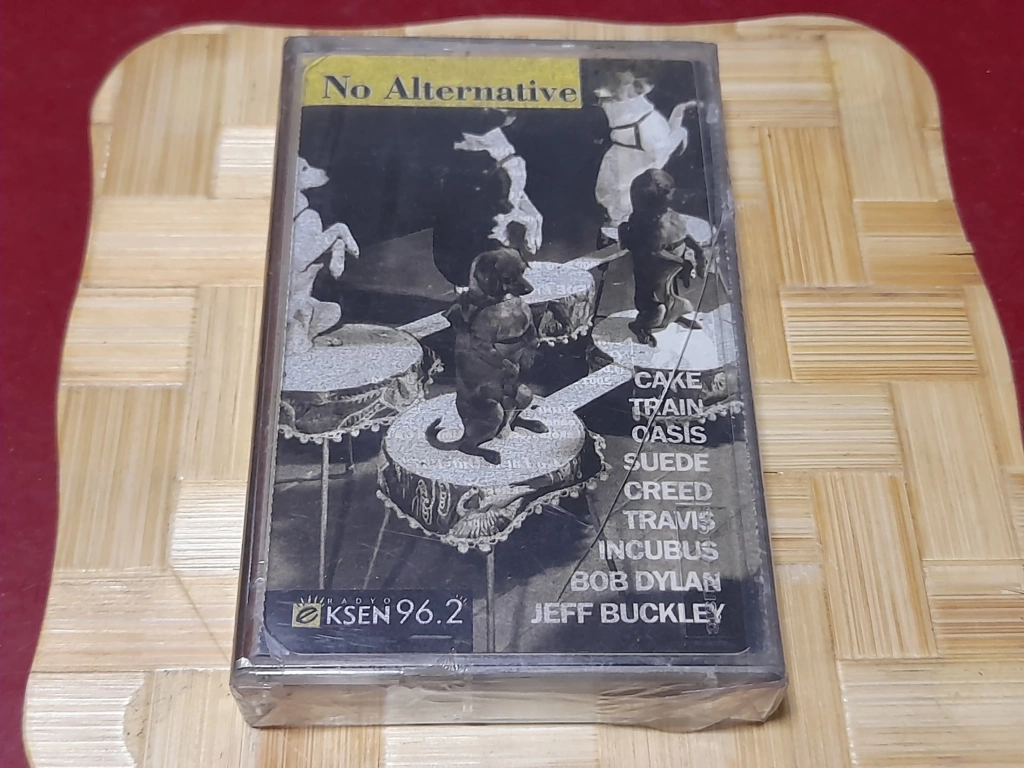 No Alternative
CAKE
TRAIN
OASIS
SUEDE
CREED
TRAVIS
INCUBUS
BOB DYLAN
JEFF BUCKLEY
RADYO
eKSEN 96.2